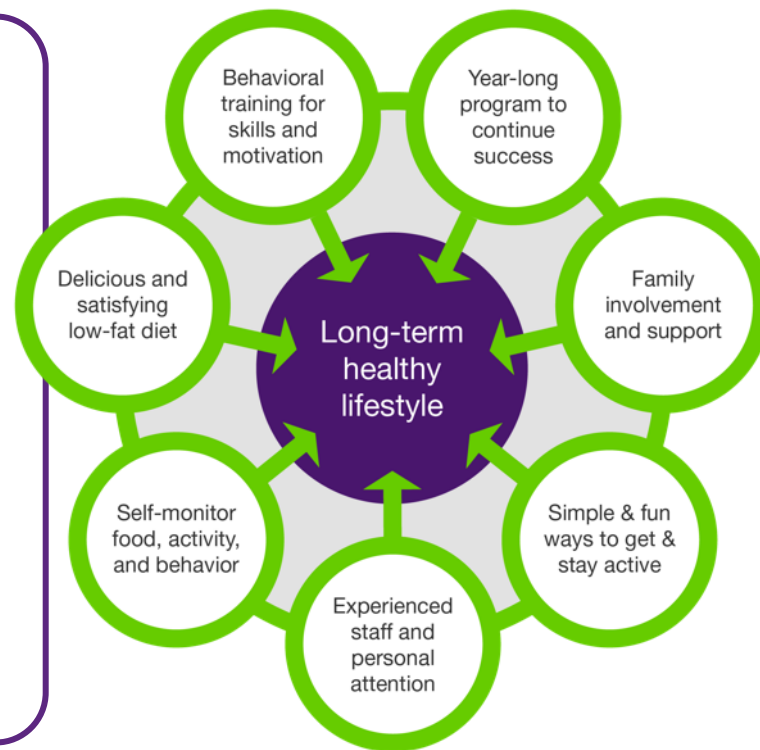 Behavioral
training for
skills and
motivation
Year-long
program to
continue
success
Delicious and
satisfying
low-fat diet
Family
involvement
and support
Long-term
healthy
lifestyle
Self-monitor
food, activity,
and behavior
Simple & fun
ways to get &
stay active
Experienced
staff and
personal
attention